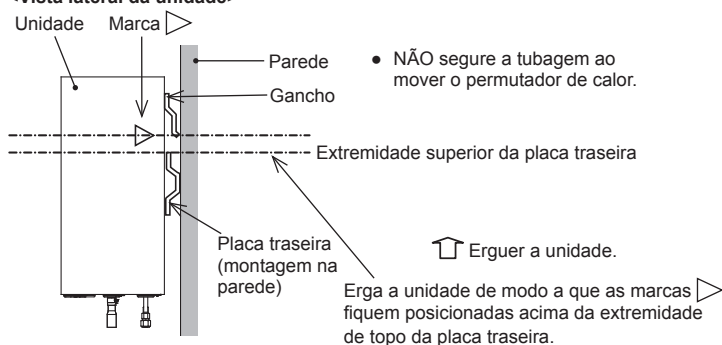 <Vista lateral da unidade>
Unidade
Marca
Parede
Gancho
● NÃO segure a tubagem ao
mover o permutador de calor.
Extremidade superior da placa traseira
Placa traseira
(montagem na
parede)
Erguer a unidade.
Erga a unidade de modo a que as marcas
fiquem posicionadas acima da extremidade
de topo da placa traseira.